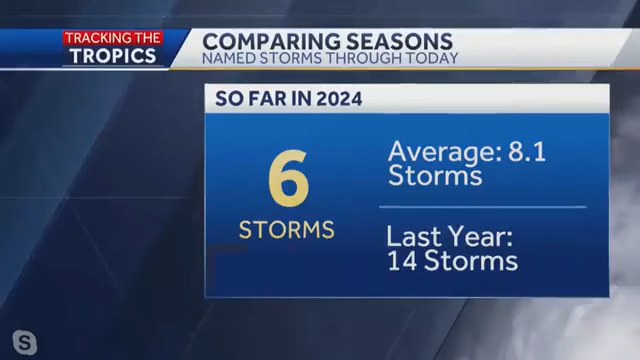 TRACKING THE
TROPICS
COMPARING SEASONS
NAMED STORMS THROUGH TODAY
SO FAR IN 2024
6
STORMS
Average: 8.1
Storms
Last Year:
14 Storms
S